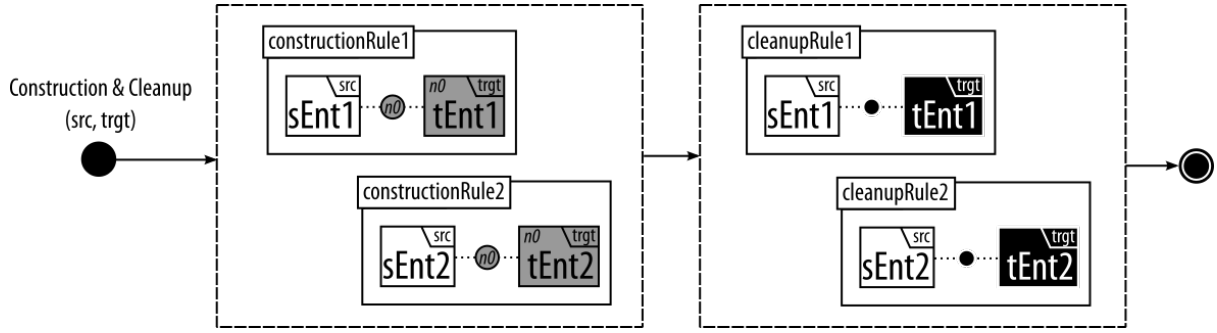 Construction & Cleanup
(src, trgt)
constructionRule1
src
sEnt1
n0
n0
trgt
tEnt1
constructionRule2
src
sEnt2
n0
n0
trgt
tEnt2
cleanupRule1
src
sEnt1
trgt
tEnt1
cleanupRule2
src
sEnt2
trgt
tEnt2